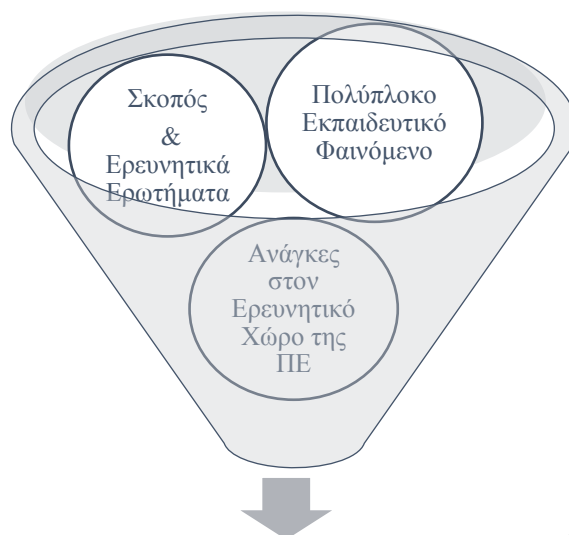 Σκοπός
&
Ερευνητικά
Ερωτήματα
Πολύπλοκο
Εκπαιδευτικό
Φαινόμενο
Ανάγκες
στον
Ερευνητικό
Χώρο της
ΠΕ